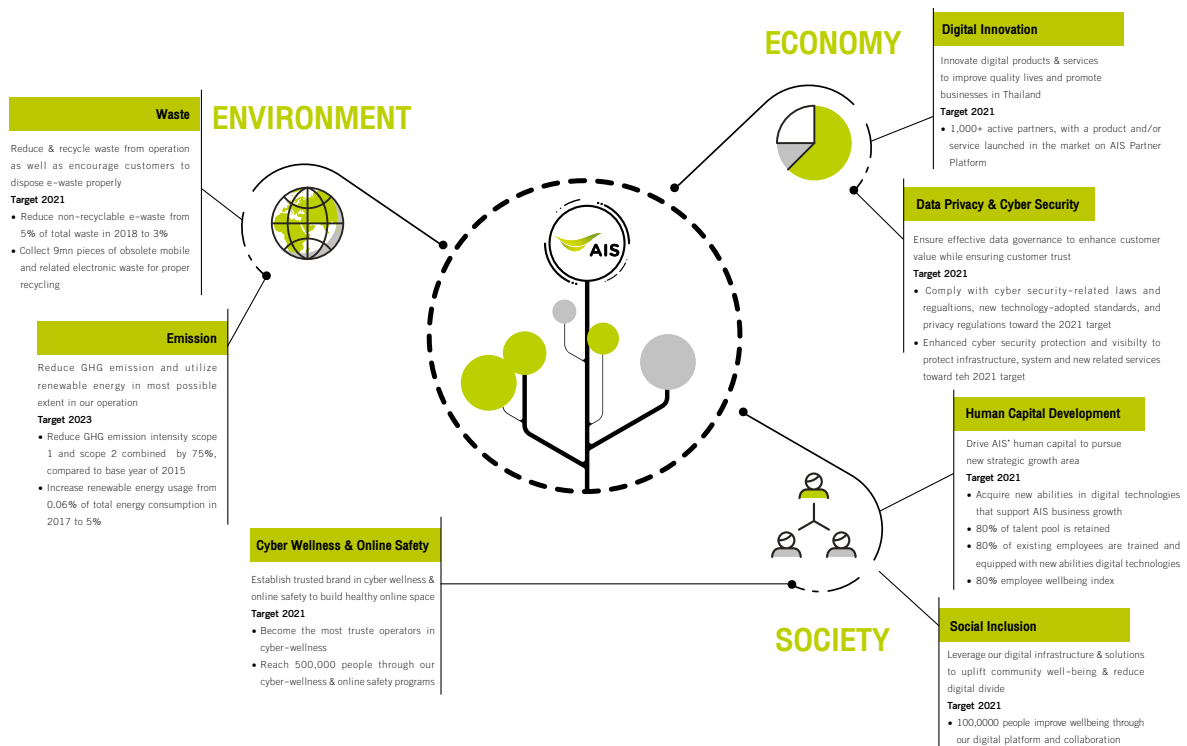 ECONOMY
Digital Innovation
Innovate digital products & services
to improve quality lives and promote
businesses in Thailand
Target 2021
• 1,000+ active partners, with a product and/or
service launched in the market on AIS Partner
Platform
Data Privacy & Cyber Security
Ensure effective data governance to enhance customer
value while ensuring customer trust
Target 2021
• Comply with cyber security-related laws and
regualtions, new technology-adopted standards, and
privacy regulations toward the 2021 target
• Enhanced cyber security protection and visibilty to
protect infrastructure, system and new related services
toward teh 2021 target
ENVIRONMENT
Waste
Reduce & recycle waste from operation
as well as encourage customers to
dispose e-waste properly
Target 2021
• Reduce non-recyclable e-waste from
5% of total waste in 2018 to 3%
• Collect 9mn pieces of obsolete mobile
and related electronic waste for proper
recycling
Emission
Reduce GHG emission and utilize
renewable energy in most possible
extent in our operation
Target 2023
• Reduce GHG emission intensity scope
1 and scope 2 combined by 75%,
compared to base year of 2015
• Increase renewable energy usage from
0.06% of total energy consumption in
2017 to 5%
AIS
Human Capital Development
Drive AIS' human capital to pursue
new strategic growth area
Target 2021
• Acquire new abilities in digital technologies
that support AIS business growth
• 80% of talent pool is retained
• 80% of existing employees are trained and
equipped with new abilities digital technologies
• 80% employee wellbeing index
Cyber Wellness & Online Safety
Establish trusted brand in cyber wellness &
online safety to build healthy online space
Target 2021
• Become the most truste operators in
cyber-wellness
• Reach 500,000 people through our
cyber-wellness & online safety programs
SOCIETY
Social Inclusion
Leverage our digital infrastructure & solutions
to uplift community well-being & reduce
digital divide
Target 2021
• 100,0000 people improve wellbeing through
our digital platform and collaboration